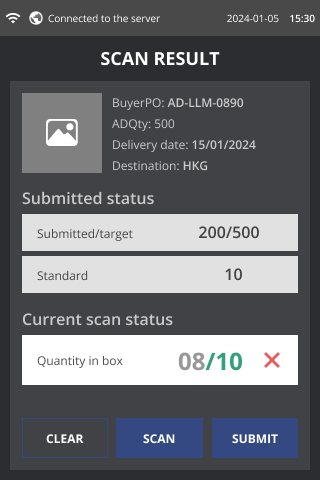 Connected to the server 2024-01-05 15:30
SCAN RESULT
BuyerPO: AD-LLM-0890
ADQty: 500
Delivery date: 15/01/2024
Destination: HKG
Submitted status
Submitted/target 200/500
Standard 10
Current scan status
Quantity in box 08/10
CLEAR SCAN SUBMIT